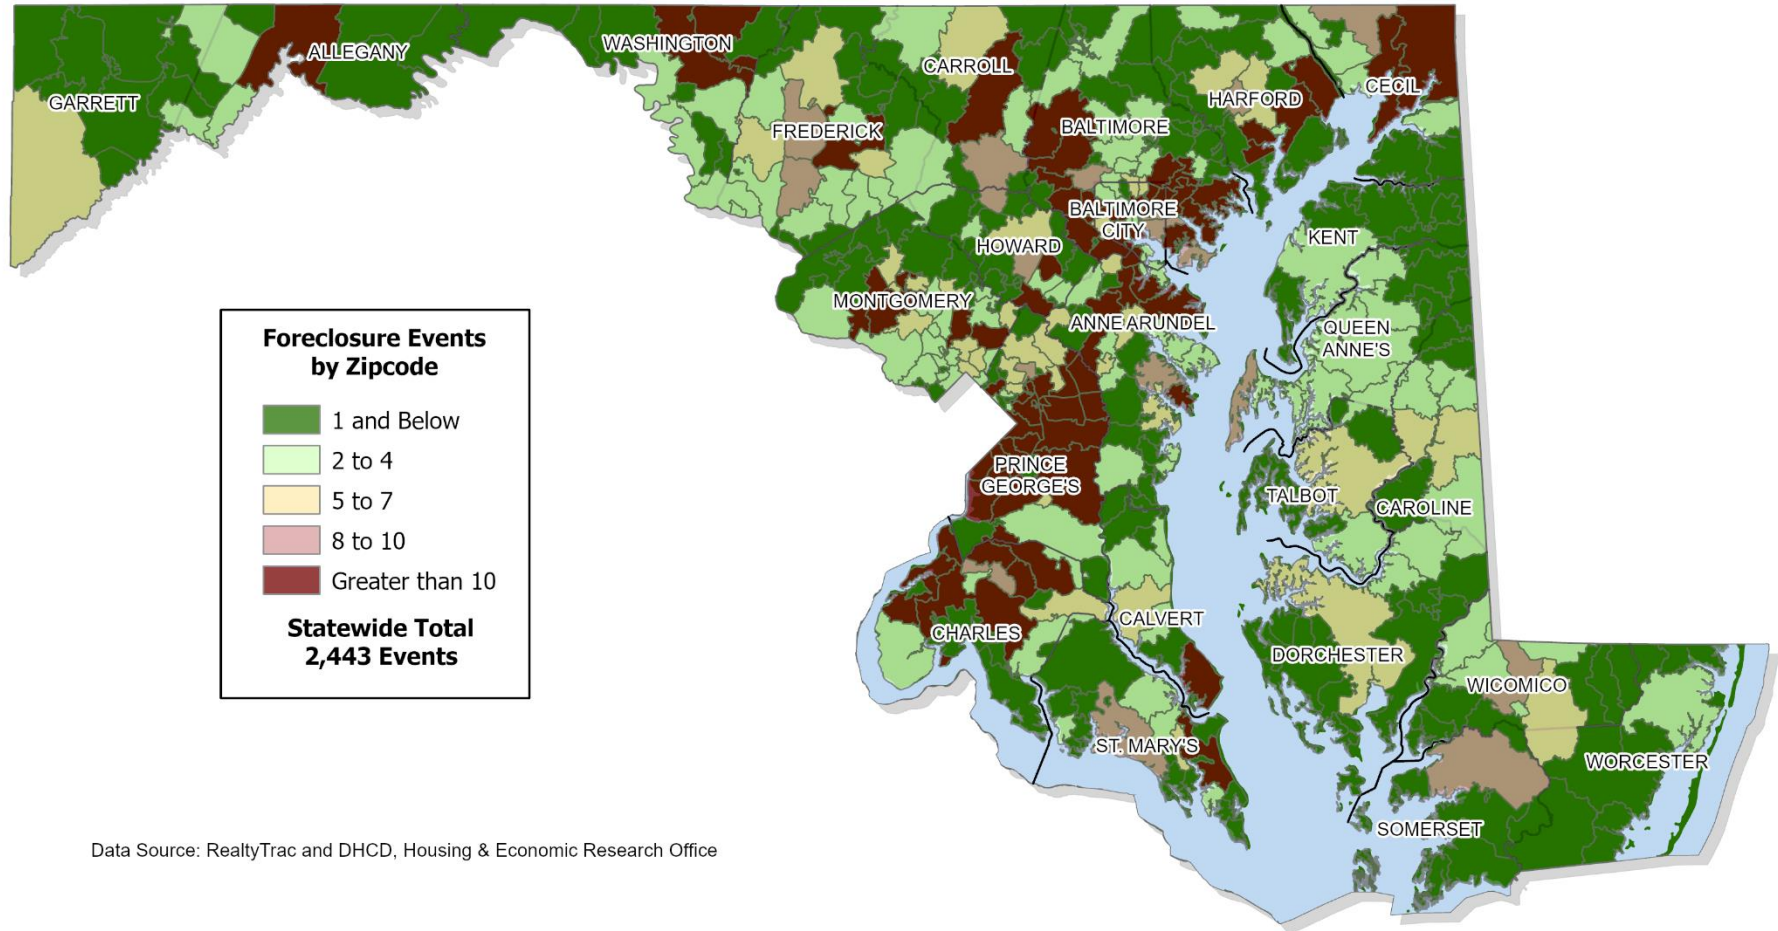 GARRETT
ALLEGANY
WASHINGTON
FREDERICK
CARROLL
BALTIMORE
HARFORD
CECIL
BALTIMORE
CITY
HOWARD
KENT
MONTGOMERY
ANNE ARUNDEL
QUEEN
ANNE'S
PRINCE
GEORGE'S
TALBOT
CAROLINE
CHARLES
CALVERT
DORCHESTER
WICOMICO
ST. MARY'S
WORCESTER
SOMERSET
Foreclosure Events
by Zipcode
1 and Below
2 to 4
5 to 7
8 to 10
Greater than 10
Statewide Total
2,443 Events
Data Source: RealtyTrac and DHCD, Housing & Economic Research Office